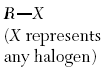 R—X
(X represents
any halogen)